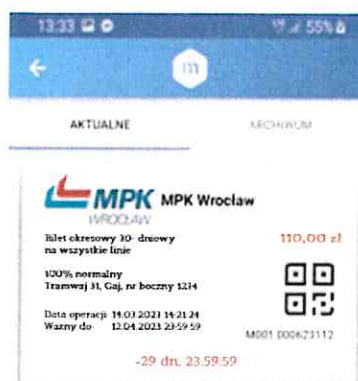 13:33 55%
m
AKTUALNE ARCHIWUM
MPK MPK Wrocław
WROCŁAW
Bilet okresowy 30- dniowy 110,00 zł
na wszystkie linie
100% normalny
Tramwaj 31, Gaj, nr boczny 1234
Data operacji 14.03.2023 14:21:24
Ważny do 12.04.2023 23:59:59
M001 000623112
-29 dn. 23:59:59